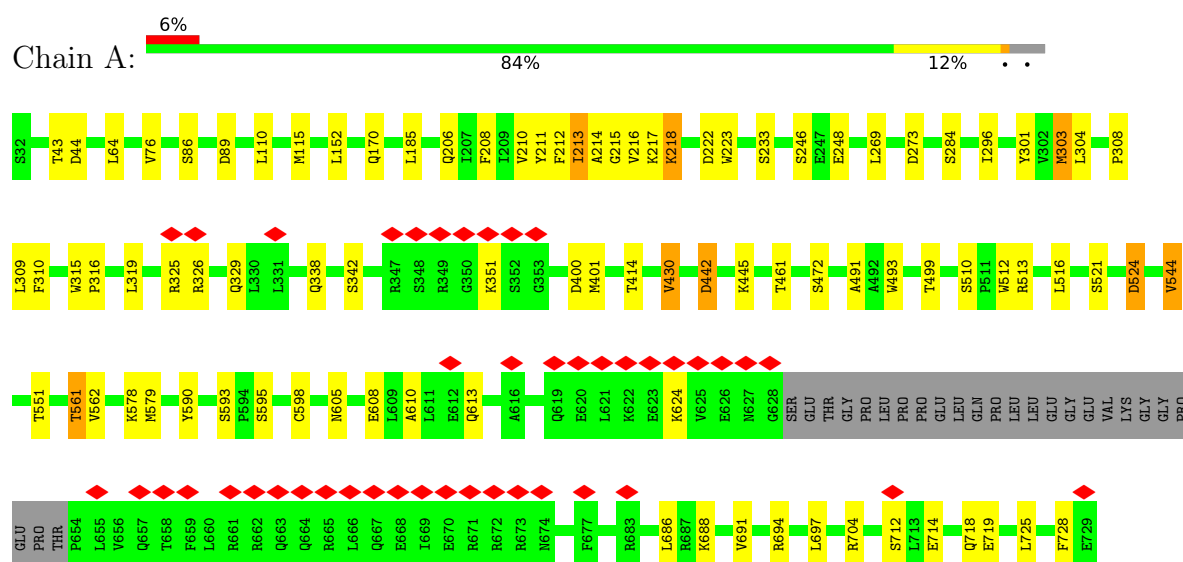 6%
Chain A:
84% 12% • •
S32 T43 D44 L64 V76 S86 D89 L110 M115 L152 Q170 L185 Q206 I207 F208 I209 V210 Y211 F212 I213 A214 G215 V216 K217 K218 D222 W223 S233 S246 E247 E248 L269 D273 S284 I296 Y301 V302 M303 L304 P308
L309 F310 W315 P316 L319 R325 R326 Q329 L330 L331 Q338 S342 R347 S348 R349 G350 K351 S352 G353 D400 M401 T414 V430 D442 K445 T461 S472 A491 A492 W493 T499 S510 P511 W512 R513 L516 S521 D524 V544
T551 T561 V562 K578 M579 Y590 S593 P594 S595 C598 N605 E608 L609 A610 L611 E612 Q613 A616 Q619 E620 L621 K622 E623 K624 V625 E626 N627 G628 SER GLU THR GLY PRO LEU PRO PRO GLU LEU GLN PRO LEU LEU GLU GLY GLU VAL LYS GLY GLY PRO
GLU PRO THR P654 L655 V656 Q657 T658 F659 L660 R661 R662 Q663 Q664 R665 L666 Q667 E668 I669 E670 R671 R672 R673 N674 F677 R683 L686 R687 K688 V691 R694 L697 R704 S712 L713 E714 Q718 E719 L725 F728 E729